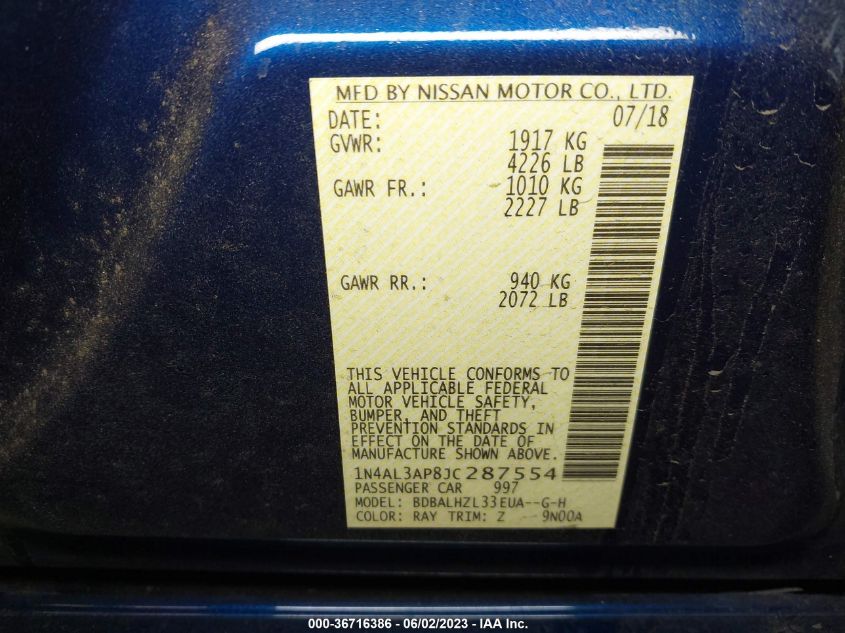 MFD BY NISSAN MOTOR CO., LTD.
DATE: 07/18
GVWR: 1917 KG
4226 LB
GAWR FR.: 1010 KG
2227 LB
GAWR RR.: 940 KG
2072 LB
THIS VEHICLE CONFORMS TO
ALL APPLICABLE FEDERAL
MOTOR VEHICLE SAFETY,
BUMPER, AND THEFT
PREVENTION STANDARDS IN
EFFECT ON THE DATE OF
MANUFACTURE SHOWN ABOVE.
1N4AL3AP8JC287554
PASSENGER CAR 997
MODEL: BDBALHZL33EUA--G-H
COLOR: RAY TRIM: Z 9N00A
000-36716386 - 06/02/2023 - IAA Inc.